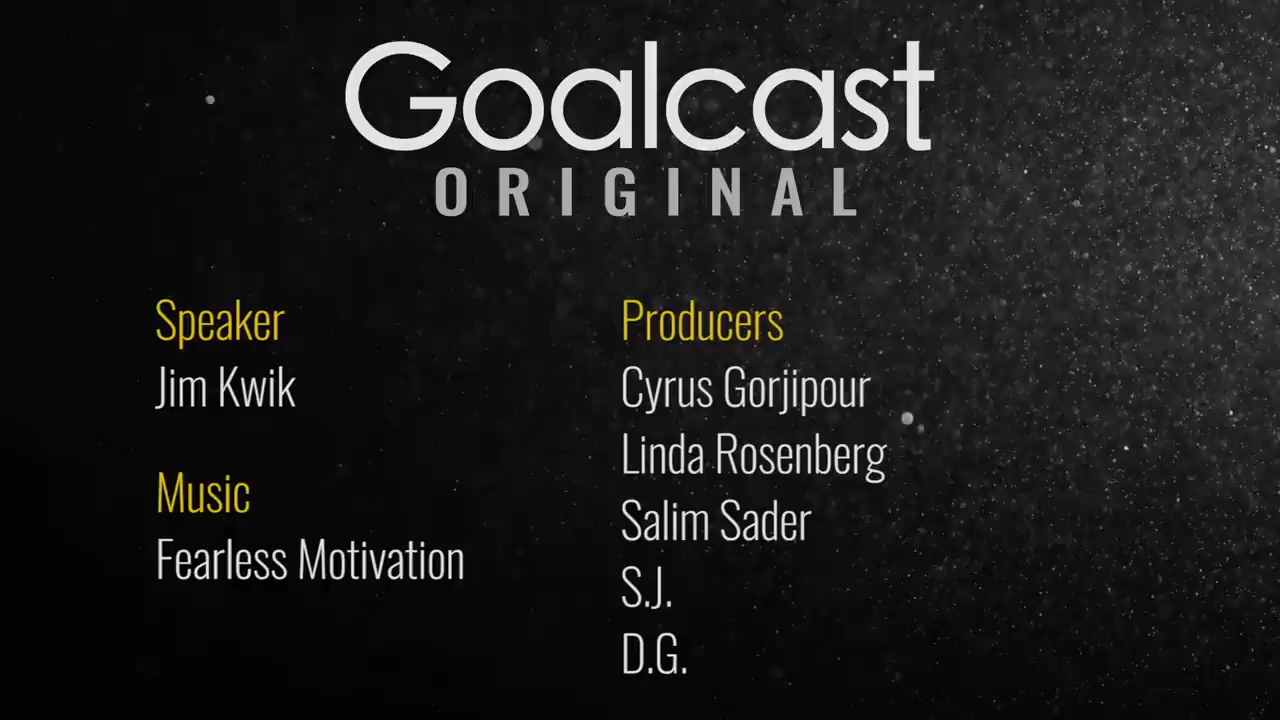 Goalcast
ORIGINAL
Speaker
Jim Kwik
Music
Fearless Motivation
Producers
Cyrus Gorjipour
Linda Rosenberg
Salim Sader
S.J.
D.G.